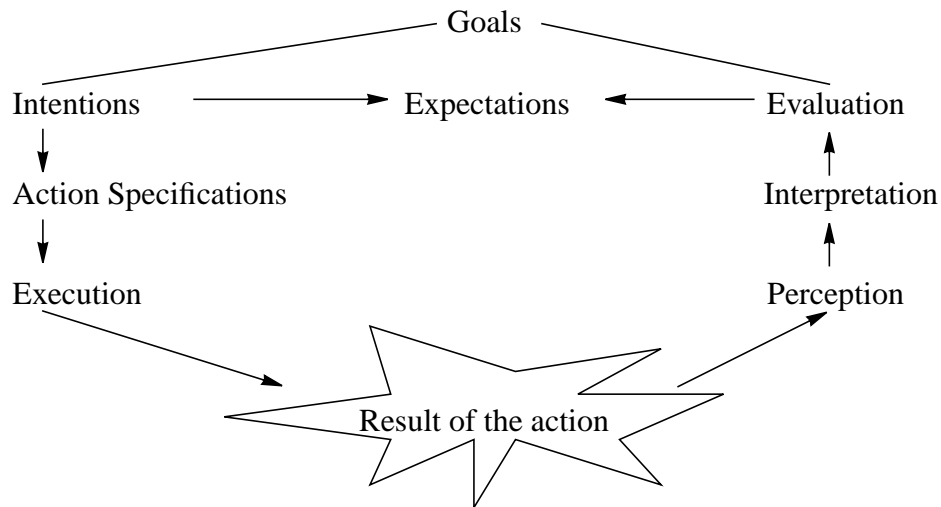 Goals
Intentions
Expectations
Evaluation
Action Specifications
Interpretation
Execution
Perception
Result of the action